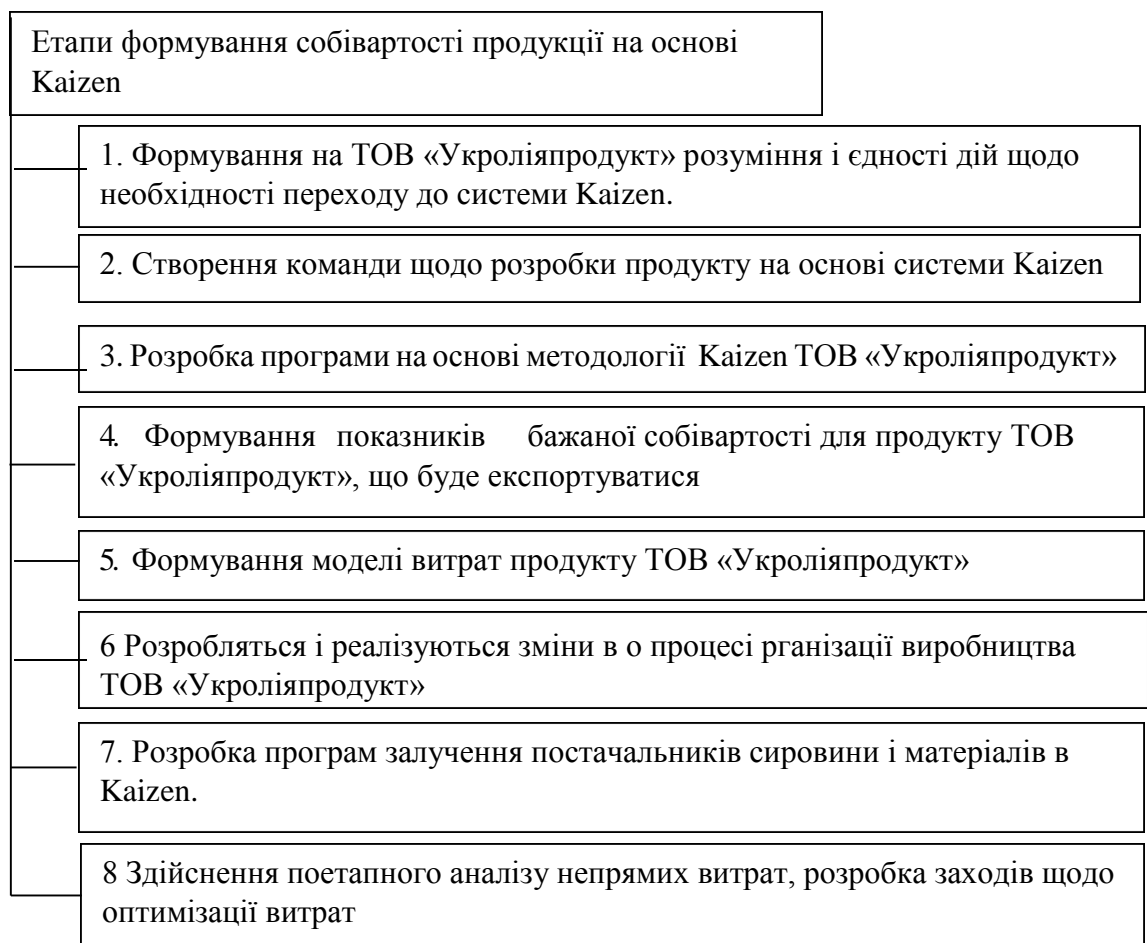 Етапи формування собівартості продукції на основі
Kaizen
1. Формування на ТОВ «Укроліяпродукт» розуміння і єдності дій щодо
необхідності переходу до системи Kaizen.
2. Створення команди щодо розробки продукту на основі системи Kaizen
3. Розробка програми на основі методології Kaizen ТОВ «Укроліяпродукт»
4. Формування показників бажаної собівартості для продукту ТОВ
«Укроліяпродукт», що буде експортуватися
5. Формування моделі витрат продукту ТОВ «Укроліяпродукт»
6 Розробляться і реалізуються зміни в о процесі рганізації виробництва
ТОВ «Укроліяпродукт»
7. Розробка програм залучення постачальників сировини і матеріалів в
Kaizen.
8 Здійснення поетапного аналізу непрямих витрат, розробка заходів щодо
оптимізації витрат